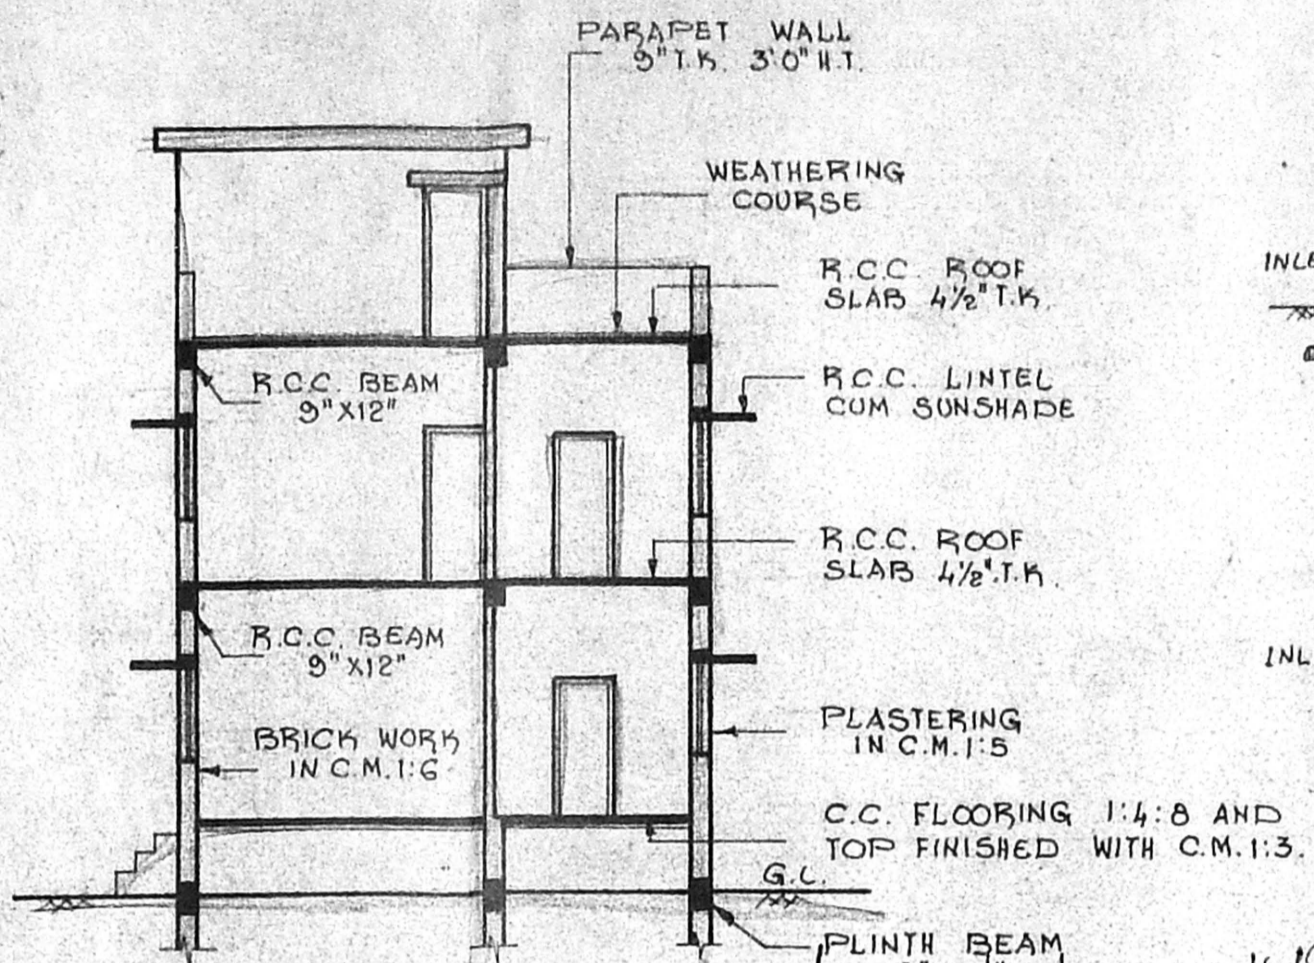 PARAPET WALL
9" T.K. 3'0" H.T.
WEATHERING
COURSE
R.C.C. ROOF
SLAB 4½" T.K.
R.C.C. BEAM
9"X12"
R.C.C. LINTEL
CUM SUNSHADE
R.C.C. ROOF
SLAB 4½".T.K.
R.C.C. BEAM
9"X12"
BRICK WORK
IN C.M.1:6
PLASTERING
IN C.M.1:5
C.C. FLOORING 1:4:8 AND
TOP FINISHED WITH C.M.1:3.
G.L.
PLINTH BEAM
INLE
INL